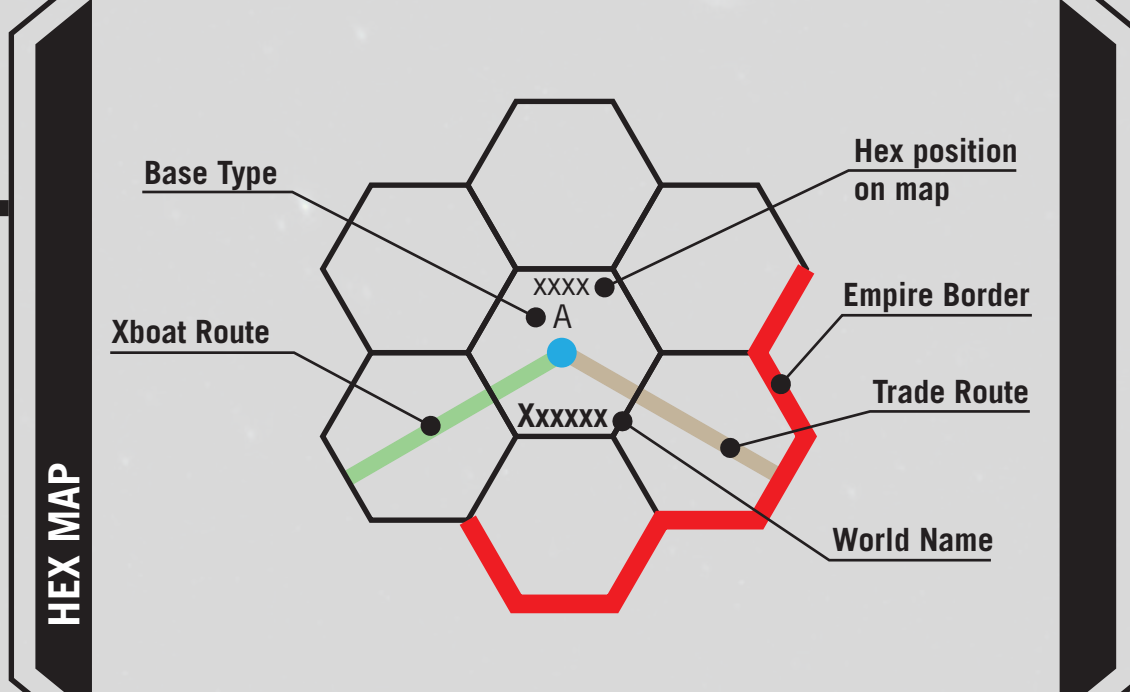 HEX MAP
Base Type
Hex position
on map
xxxx
A
Empire Border
Xboat Route
Trade Route
Xxxxxx
World Name